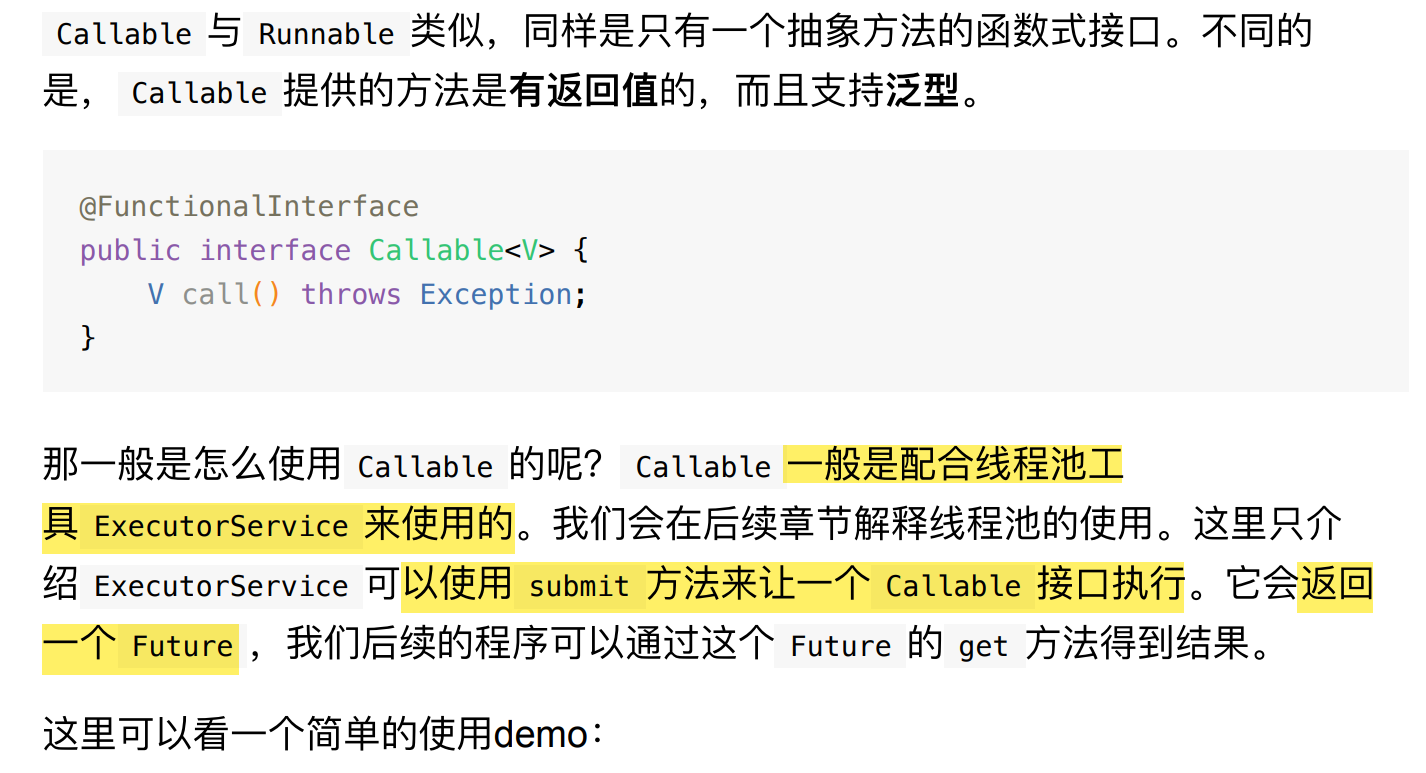 Callable 与 Runnable 类似，同样是只有一个抽象方法的函数式接口。不同的
是， Callable 提供的方法是有返回值的，而且支持泛型。
@FunctionalInterface
public interface Callable<V> {
    V call() throws Exception;
}
那一般是怎么使用 Callable 的呢？ Callable 一般是配合线程池工
具 ExecutorService 来使用的。我们会在后续章节解释线程池的使用。这里只介
绍 ExecutorService 可以使用 submit 方法来让一个 Callable 接口执行。它会返回
一个 Future ，我们后续的程序可以通过这个 Future 的 get 方法得到结果。
这里可以看一个简单的使用demo：